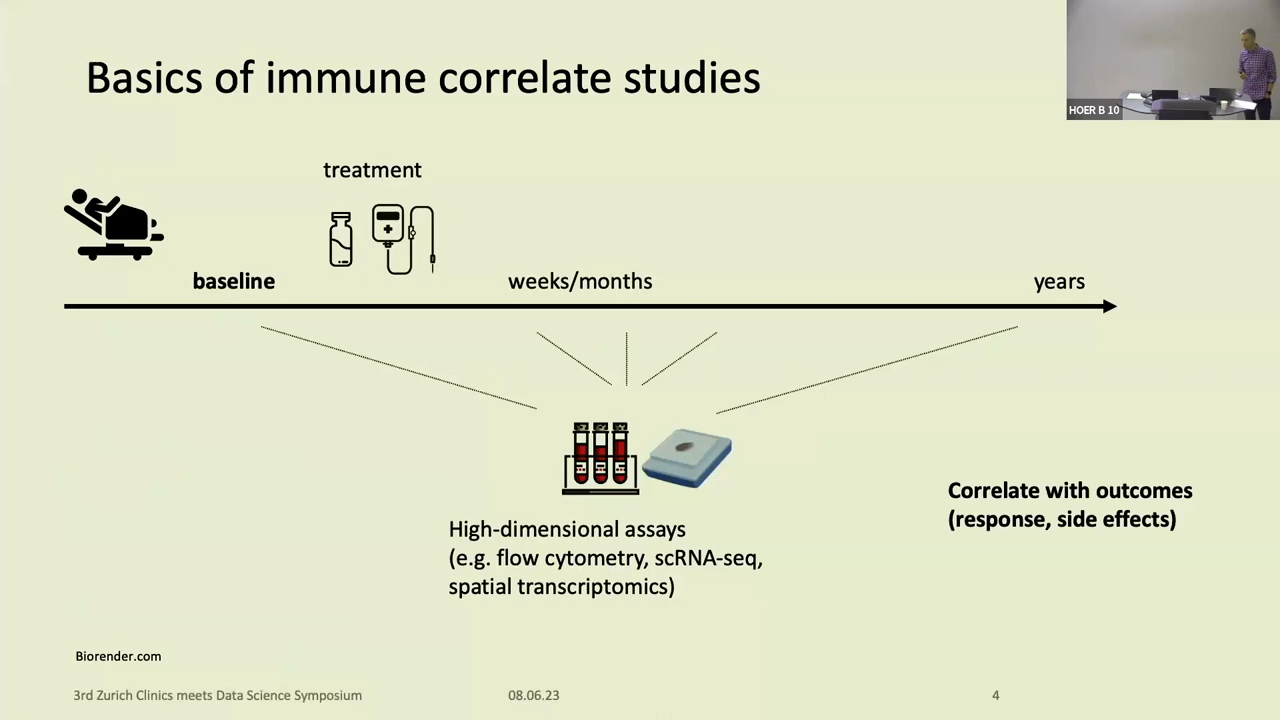 Basics of immune correlate studies
HOER B 10
treatment
baseline
weeks/months
years
High-dimensional assays
(e.g. flow cytometry, scRNA-seq,
spatial transcriptomics)
Correlate with outcomes
(response, side effects)
Biorender.com
3rd Zurich Clinics meets Data Science Symposium
08.06.23
4